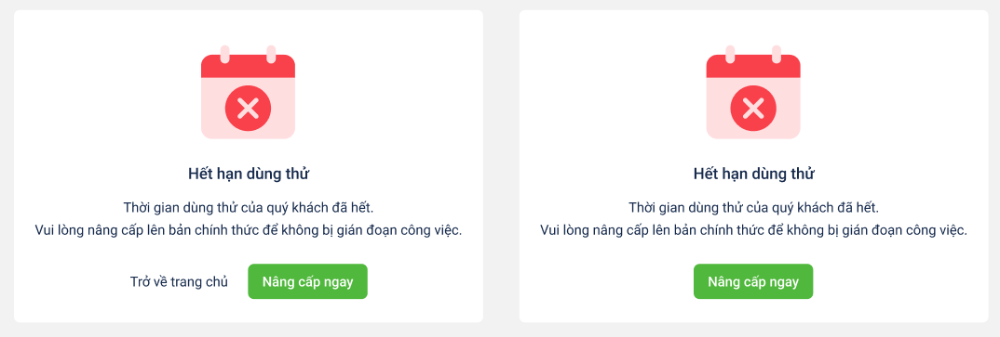 Hết hạn dùng thử
Thời gian dùng thử của quý khách đã hết.
Vui lòng nâng cấp lên bản chính thức để không bị gián đoạn công việc.
Trở về trang chủ
Nâng cấp ngay
Hết hạn dùng thử
Thời gian dùng thử của quý khách đã hết.
Vui lòng nâng cấp lên bản chính thức để không bị gián đoạn công việc.
Nâng cấp ngay